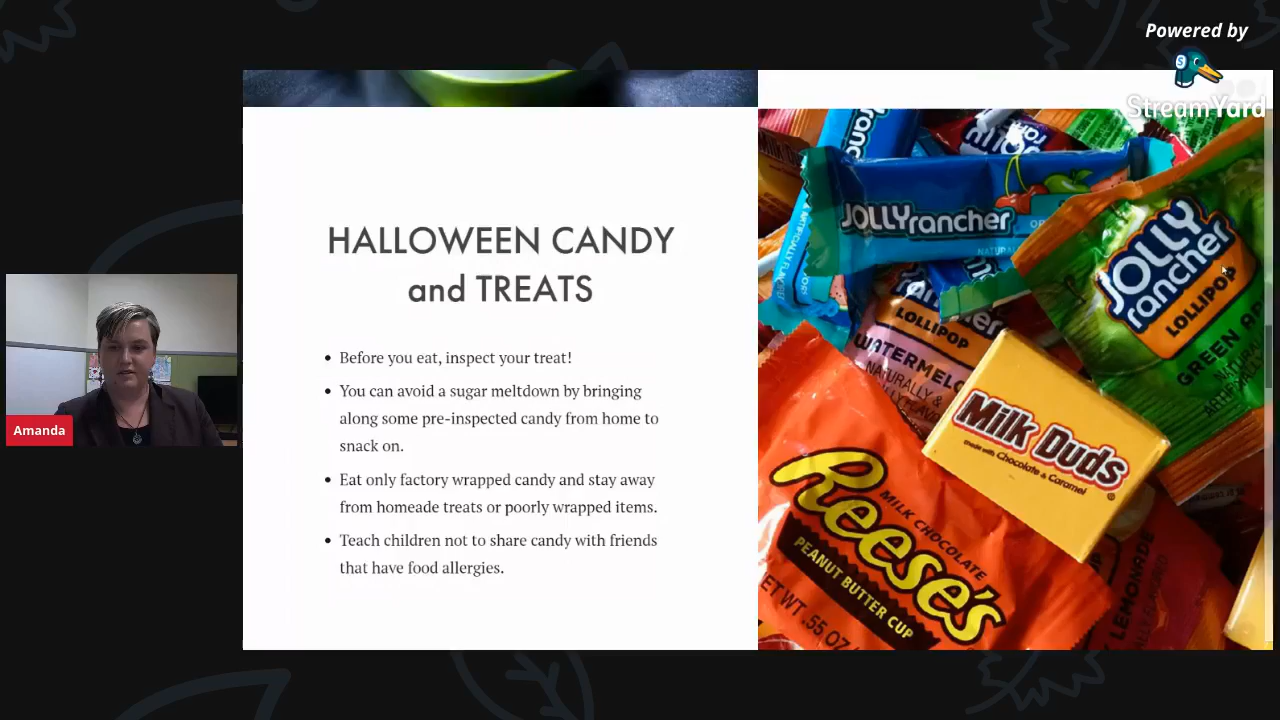 Powered by
StreamYard
Amanda
HALLOWEEN CANDY
and TREATS
Before you eat, inspect your treat!
You can avoid a sugar meltdown by bringing
along some pre-inspected candy from home to
snack on.
Eat only factory wrapped candy and stay away
from homeade treats or poorly wrapped items.
Teach children not to share candy with friends
that have food allergies.
JOLLY rancher
JOLLY
rancher
LOLLIPOP
GREEN
LOLLIPOP
NATURALLY &
Milk Duds
made with Chocolate & Caramel
Reese's
MILK CHOCOLATE
PEANUT BUTTER CUP
.55 OZ
LEMONADE